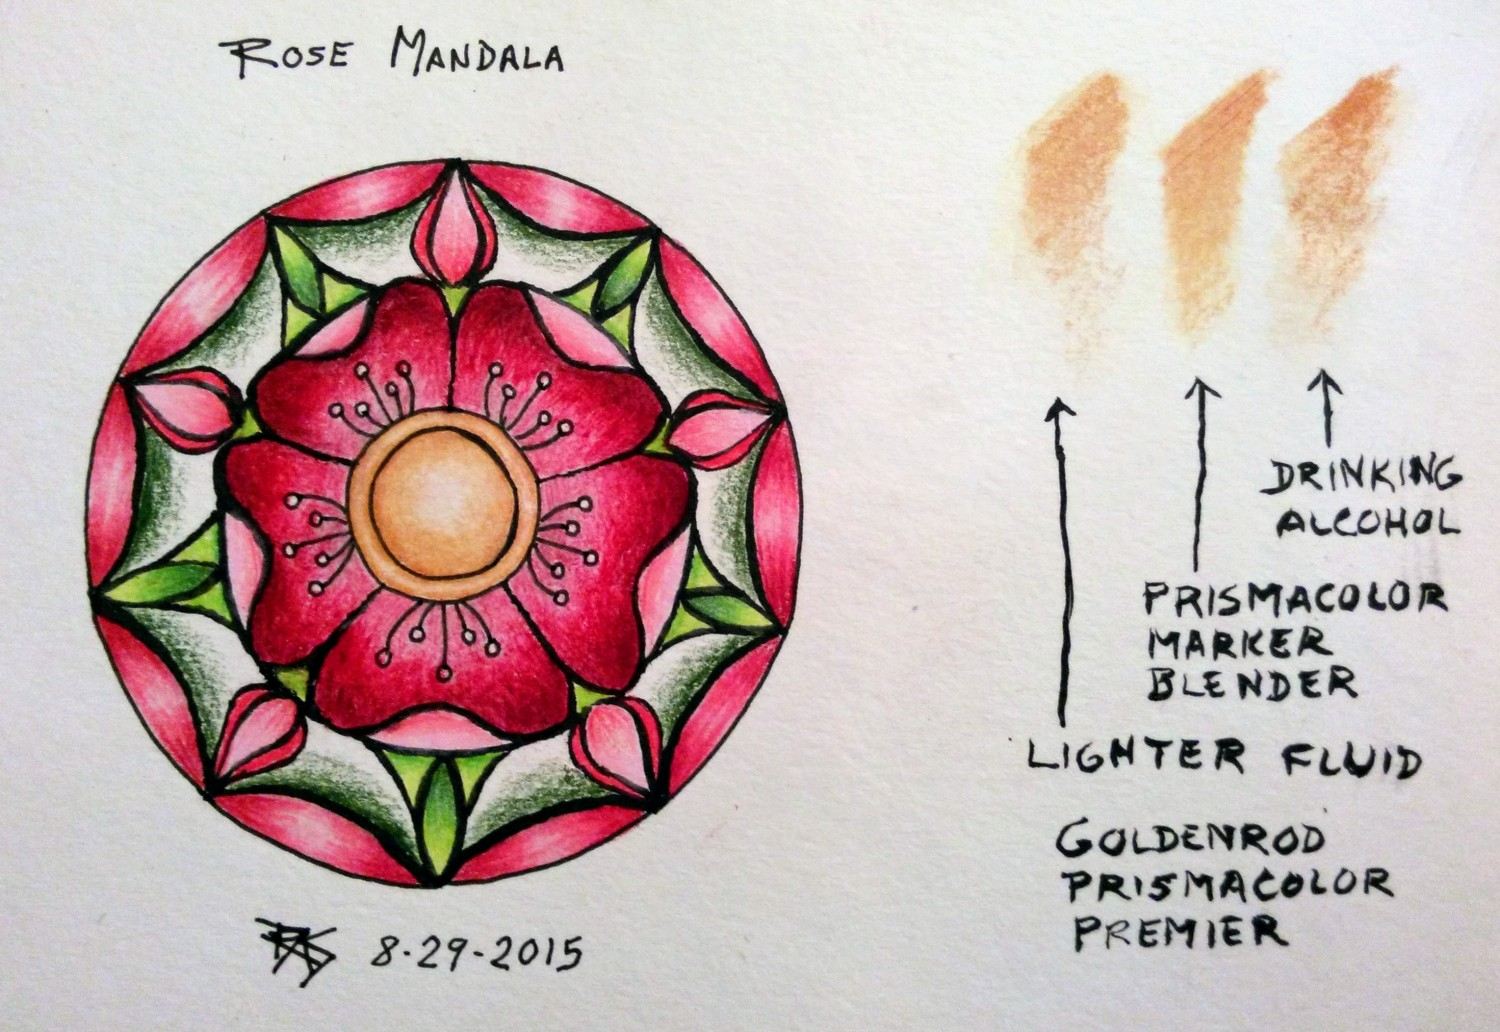 ROSE MANDALA
DRINKING
ALCOHOL
PRISMACOLOR
MARKER
BLENDER
LIGHTER FLUID
GOLDENROD
PRISMACOLOR
PREMIER
8-29-2015